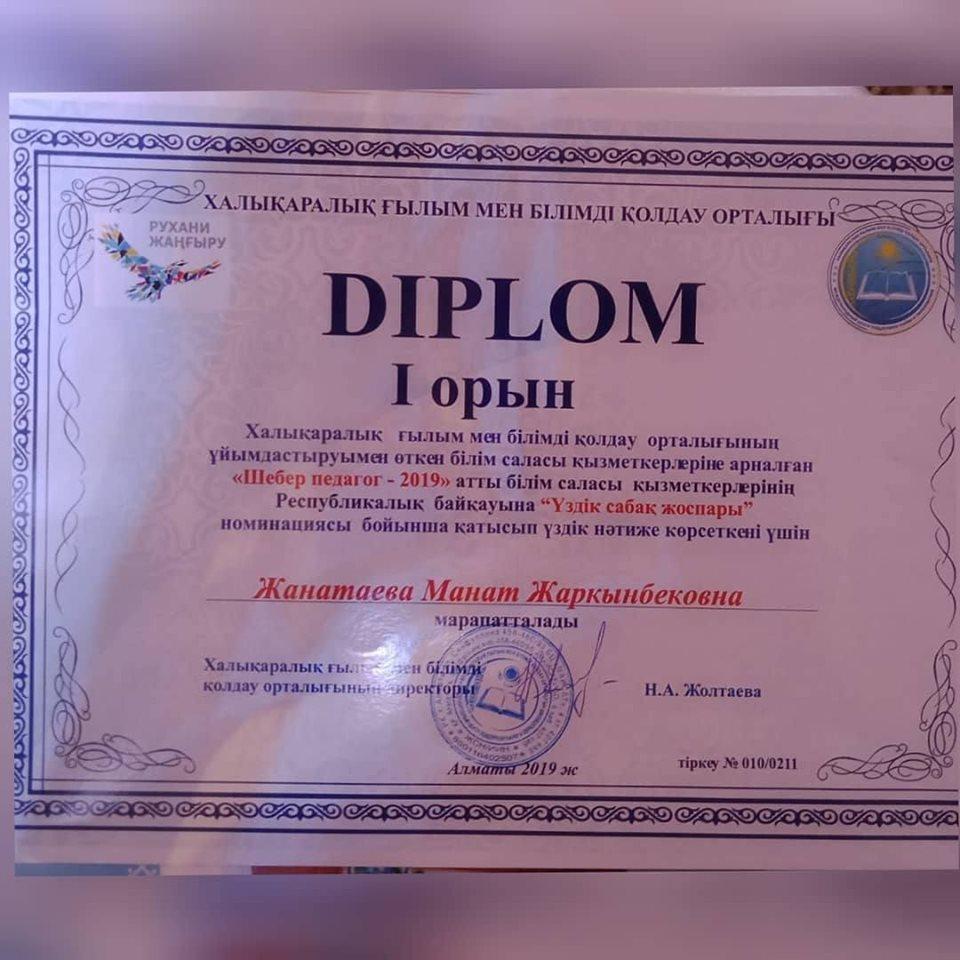 ХАЛЫҚАРАЛЫҚ ҒЫЛЫМ МЕН БІЛІМДІ ҚОЛДАУ ОРТАЛЫҒЫ
РУХАНИ
ЖАҢҒЫРУ
DIPLOM
I орын
Халықаралық ғылым мен білімді қолдау орталығының
ұйымдастыруымен өткен білім саласы қызметкерлеріне арналған
«Шебер педагог - 2019» атты білім саласы қызметкерлерінің
Республикалық байқауына “Үздік сабақ жоспары”
номинациясы бойынша қатысып үздік нәтиже көрсеткені үшін
Жанатаева Манат Жаркынбековна
марапатталады
Халықаралық ғылым мен білімді
қолдау орталығының директоры
Н.А. Жолтаева
Алматы 2019 ж
тіркеу № 010/0211